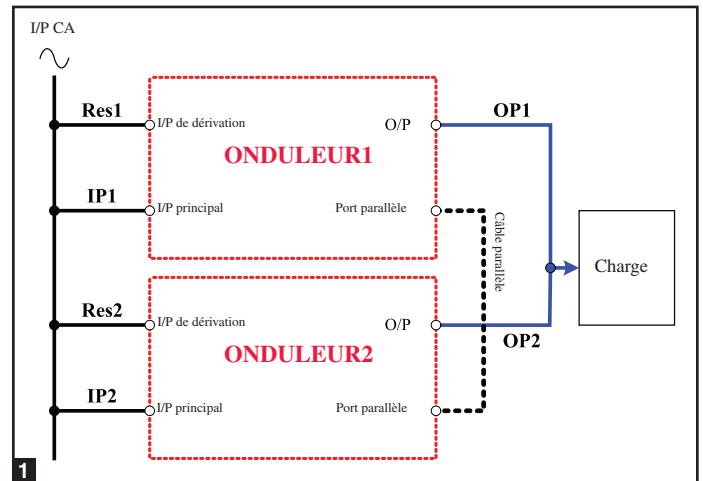 I/P CA
Res1
I/P de dérivation
O/P
OP1
ONDULEUR1
IP1
I/P principal
Port parallèle
Câble parallèle
Charge
Res2
I/P de dérivation
O/P
OP2
ONDULEUR2
IP2
I/P principal
Port parallèle
1